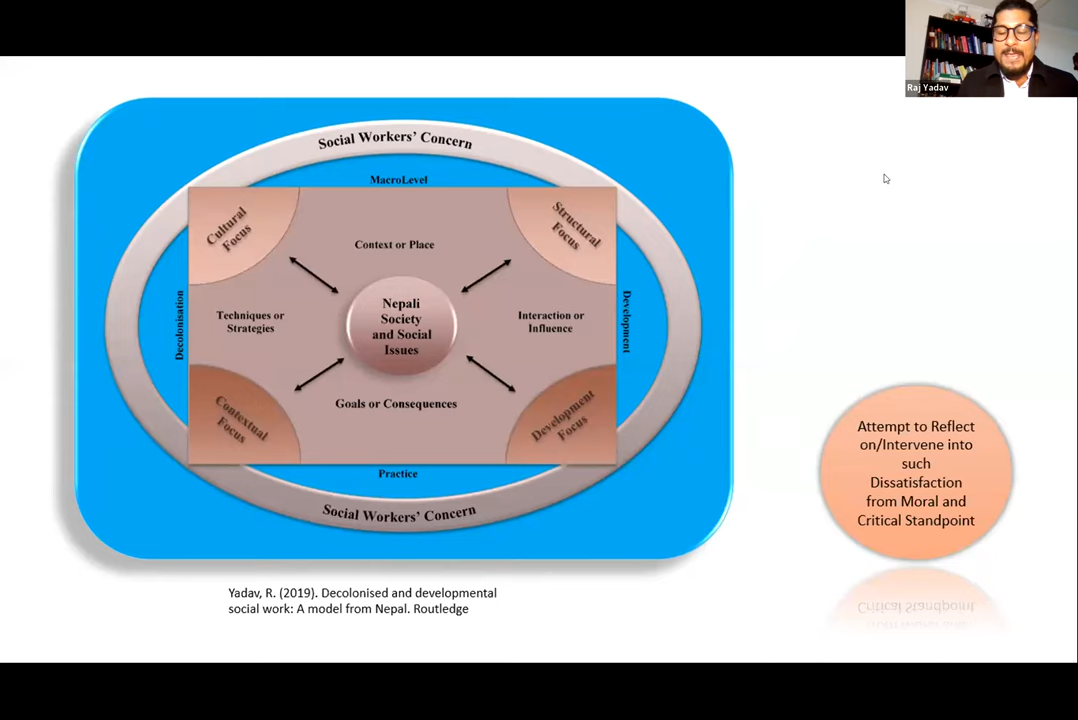 Raj Yadav
Social Workers' Concern
MacroLevel
Cultural
Focus
Structural
Focus
Context or Place
Decolonisation
Techniques or
Strategies
Nepali
Society
and Social
Issues
Interaction or
Influence
Development
Goals or Consequences
Contextual
Focus
Development
Focus
Practice
Social Workers' Concern
Attempt to Reflect
on/Intervene into
such
Dissatisfaction
from Moral and
Critical Standpoint
Yadav, R. (2019). Decolonised and developmental
social work: A model from Nepal. Routledge